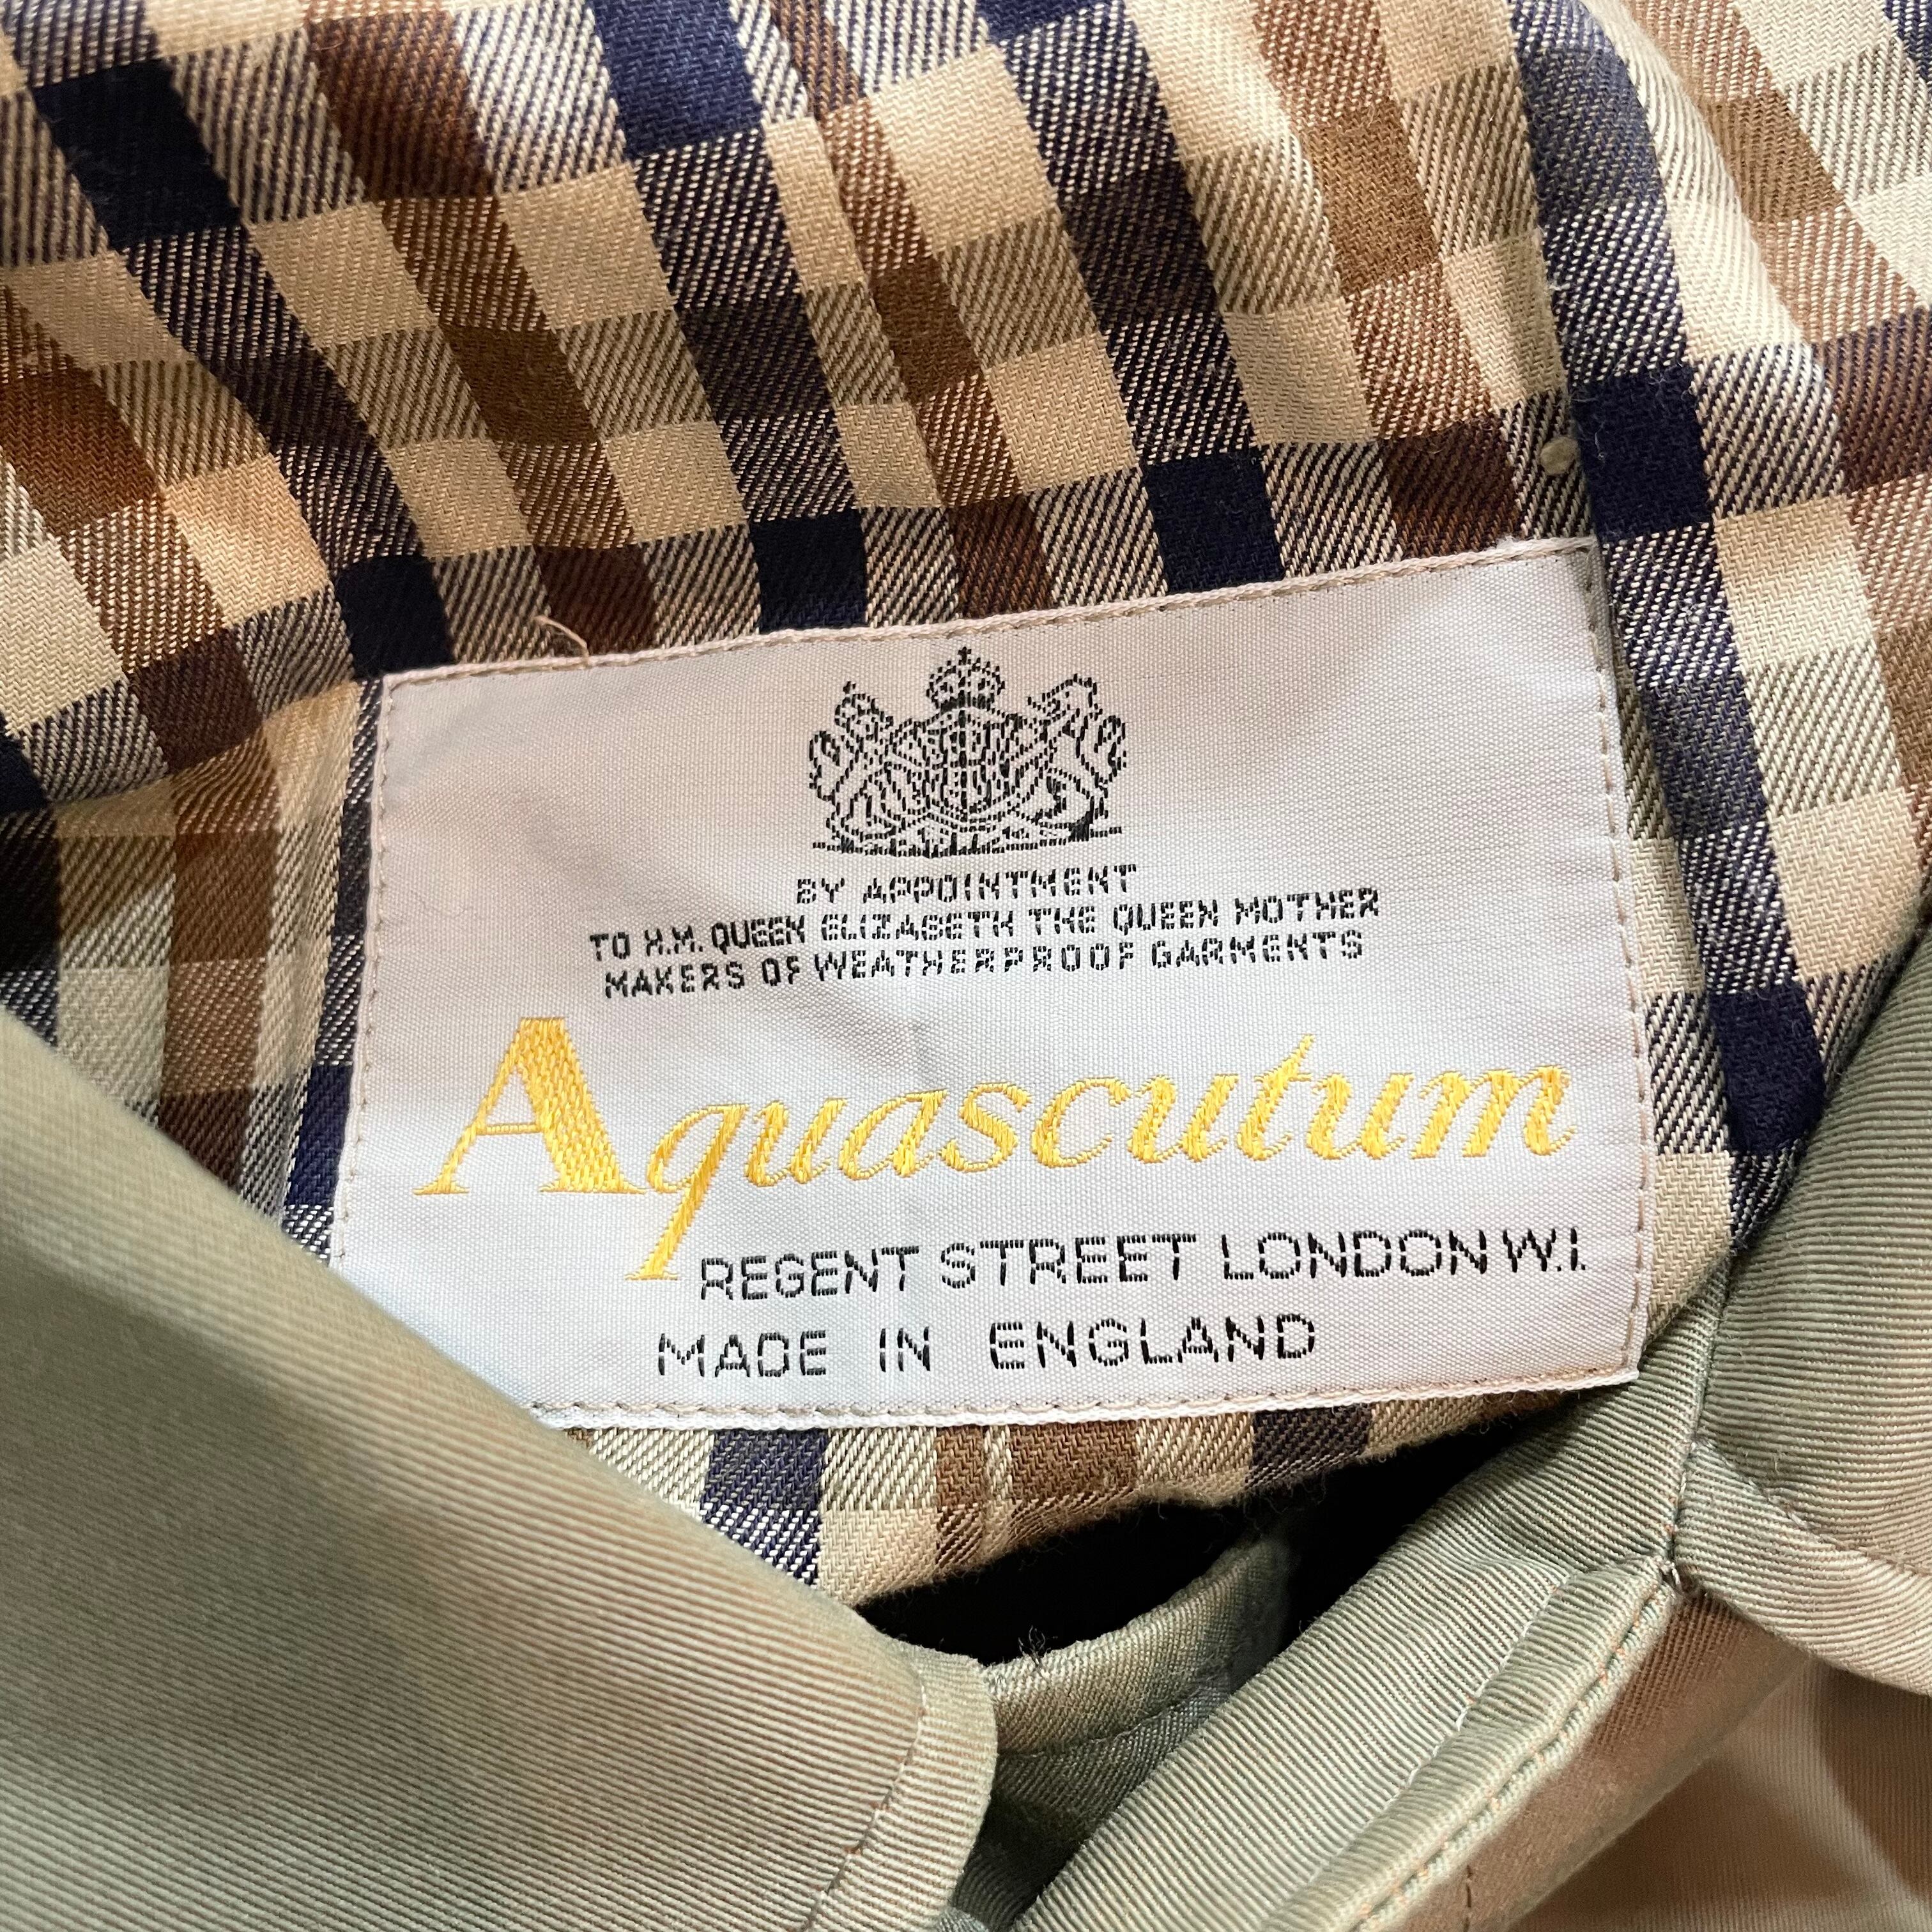 BY APPOINTMENT
TO H.M. QUEEN ELIZABETH THE QUEEN MOTHER
MAKERS OF WEATHERPROOF GARMENTS
Aquascutum
REGENT STREET LONDON W.I.
MADE IN ENGLAND